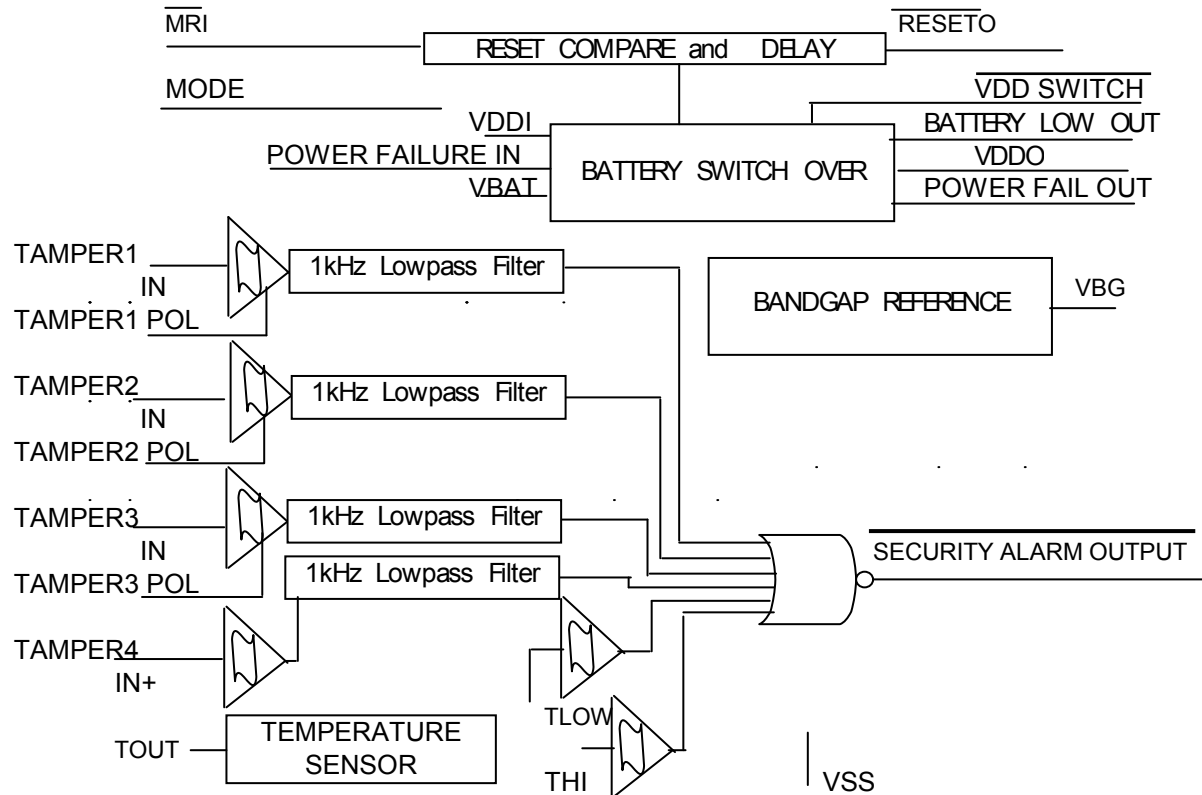 MRI
RESETO
RESET COMPARE and DELAY
MODE
VDD SWITCH
VDDI
BATTERY LOW OUT
POWER FAILURE IN
BATTERY SWITCH OVER
VDDO
VBAT
POWER FAIL OUT
TAMPER1
IN
1kHz Lowpass Filter
TAMPER1 POL
BANDGAP REFERENCE
VBG
TAMPER2
IN
1kHz Lowpass Filter
TAMPER2 POL
TAMPER3
IN
1kHz Lowpass Filter
SECURITY ALARM OUTPUT
TAMPER3 POL
1kHz Lowpass Filter
TAMPER4
IN+
TLOW
TOUT
TEMPERATURE
SENSOR
THI
VSS